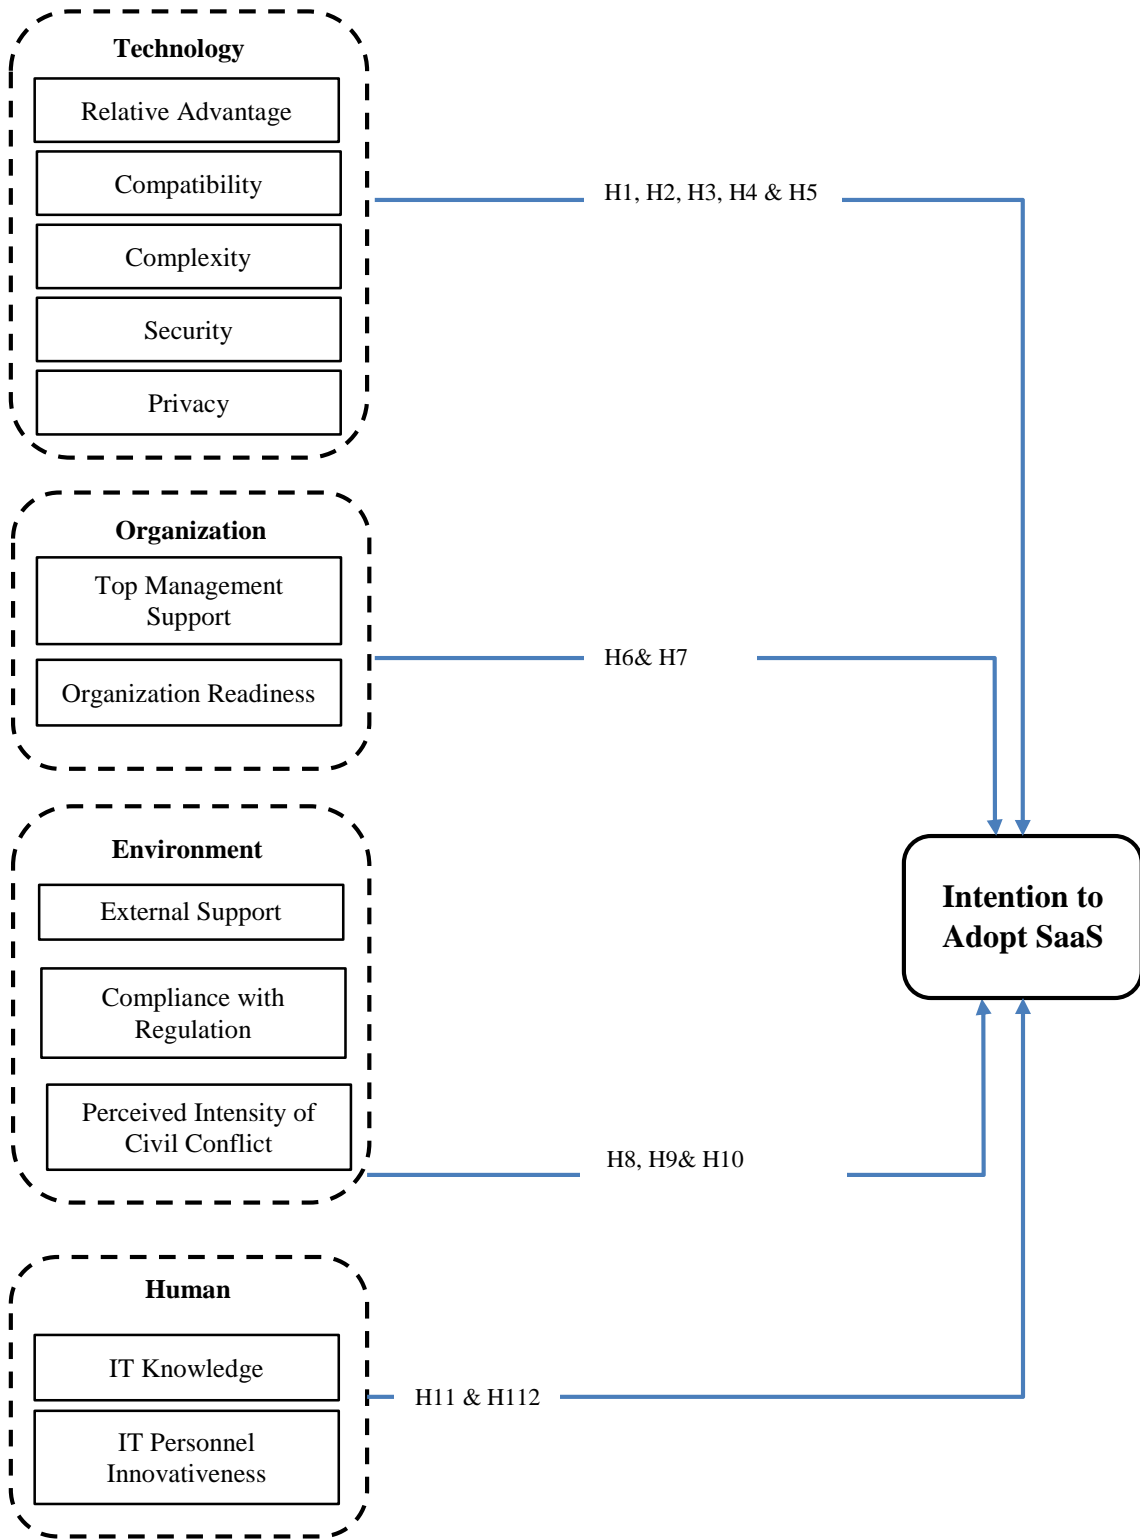 Technology
Relative Advantage
Compatibility
H1, H2, H3, H4 & H5
Complexity
Security
Privacy
Organization
Top Management
Support
H6& H7
Organization Readiness
Environment
External Support
Intention to
Adopt SaaS
Compliance with
Regulation
Perceived Intensity of
Civil Conflict
H8, H9& H10
Human
IT Knowledge
H11 & H112
IT Personnel
Innovativeness